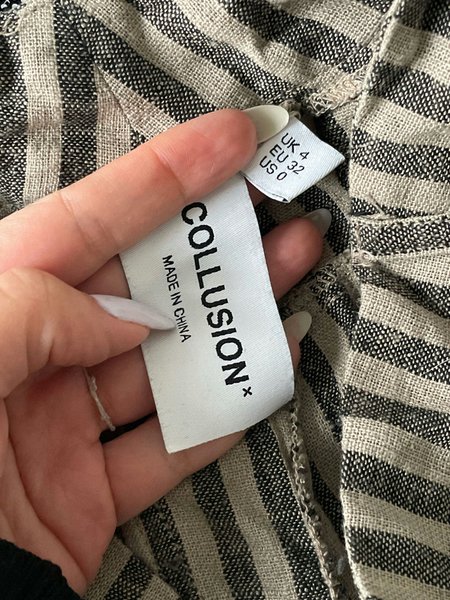 UK 4
EU 32
US 0
COLLUSION×
MADE IN CHINA